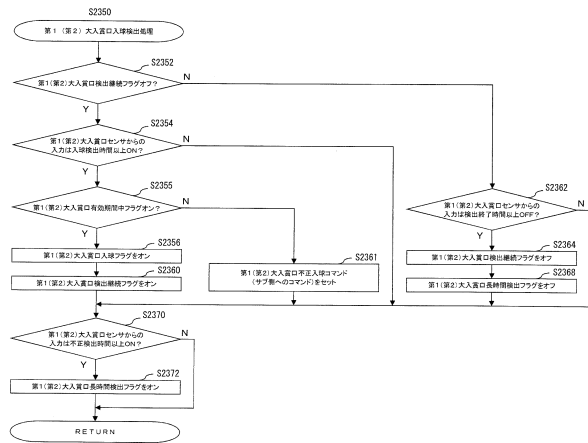 S2350
第1（第2）大入賞口入球検出処理
S2352
第1(第2)大入賞口検出継続フラグオフ？
N
Y
S2354
第1(第2)大入賞口センサからの
入力は入球検出時間以上ON？
N
Y
S2355
第1(第2)大入賞口有効期間中フラグオン？
N
Y
S2356
第1(第2)大入賞口入球フラグをオン
S2360
第1(第2)大入賞口検出継続フラグをオン
S2361
第1(第2)大入賞口不正入球コマンド
(サブ側へのコマンド)をセット
S2362
第1(第2)大入賞口センサからの
入力は検出終了時間以上OFF？
N
Y
S2364
第1(第2)大入賞口検出継続フラグをオフ
S2368
第1(第2)大入賞口長時間検出フラグをオフ
S2370
第1(第2)大入賞口センサからの
入力は不正検出時間以上ON？
N
Y
S2372
第1(第2)大入賞口長時間検出フラグをオン
RETURN